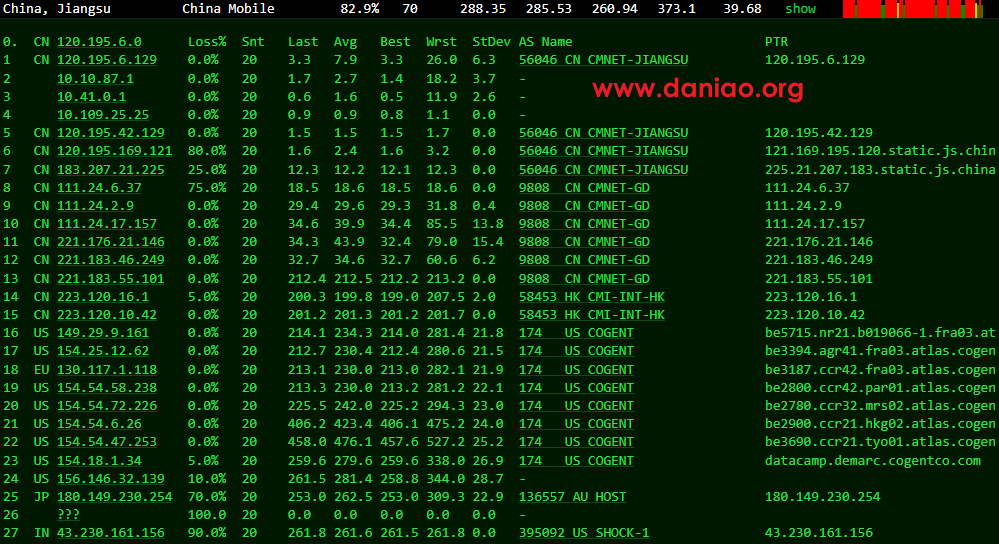 China, Jiangsu China Mobile 82.9% 70 288.35 285.53 260.94 373.1 39.68 show
0. CN 120.195.6.0 Loss% Snt Last Avg Best Wrst StDev AS Name PTR
1 CN 120.195.6.129 0.0% 20 3.3 7.9 3.3 26.0 6.3 56046 CN CMNET-JIANGSU 120.195.6.129
2 10.10.87.1 0.0% 20 1.7 2.7 1.4 18.2 3.7 -
www.daniao.org
3 10.41.0.1 0.0% 20 0.6 1.6 0.5 11.9 2.6 -
4 10.109.25.25 0.0% 20 0.9 0.9 0.8 1.1 0.0 -
5 CN 120.195.42.129 0.0% 20 1.5 1.5 1.5 1.7 0.0 56046 CN CMNET-JIANGSU 120.195.42.129
6 CN 120.195.169.121 80.0% 20 1.6 2.4 1.6 3.2 0.0 56046 CN CMNET-JIANGSU 121.169.195.120.static.js.chin
7 CN 183.207.21.225 25.0% 20 12.3 12.2 12.1 12.3 0.0 56046 CN CMNET-JIANGSU 225.21.207.183.static.js.china
8 CN 111.24.6.37 75.0% 20 18.5 18.6 18.5 18.6 0.0 9808 CN CMNET-GD 111.24.6.37
9 CN 111.24.2.9 0.0% 20 29.4 29.6 29.3 31.8 0.4 9808 CN CMNET-GD 111.24.2.9
10 CN 111.24.17.157 0.0% 20 34.6 39.9 34.4 85.5 13.8 9808 CN CMNET-GD 111.24.17.157
11 CN 221.176.21.146 0.0% 20 34.3 43.9 32.4 79.0 15.4 9808 CN CMNET-GD 221.176.21.146
12 CN 221.183.46.249 0.0% 20 32.7 34.6 32.7 60.6 6.2 9808 CN CMNET-GD 221.183.46.249
13 CN 221.183.55.101 0.0% 20 212.4 212.5 212.2 213.2 0.0 9808 CN CMNET-GD 221.183.55.101
14 CN 223.120.16.1 5.0% 20 200.3 199.8 199.0 207.5 2.0 58453 HK CMI-INT-HK 223.120.16.1
15 CN 223.120.10.42 0.0% 20 201.2 201.3 201.2 201.7 0.0 58453 HK CMI-INT-HK 223.120.10.42
16 US 149.29.9.161 0.0% 20 214.1 234.3 214.0 281.4 21.8 174 US COGENT be5715.nr21.b019066-1.fra03.at
17 US 154.25.12.62 0.0% 20 212.7 230.4 212.4 280.6 21.5 174 US COGENT be3394.agr41.fra03.atlas.cogen
18 EU 130.117.1.118 0.0% 20 213.1 230.0 213.0 282.1 21.9 174 US COGENT be3187.ccr42.fra03.atlas.cogen
19 US 154.54.58.238 0.0% 20 213.3 230.0 213.2 281.2 22.1 174 US COGENT be2800.ccr42.par01.atlas.cogen
20 US 154.54.72.226 0.0% 20 225.5 242.0 225.2 294.3 23.0 174 US COGENT be2780.ccr32.mrs02.atlas.cogen
21 US 154.54.6.26 0.0% 20 406.2 423.4 406.1 475.2 24.0 174 US COGENT be2900.ccr21.hkg02.atlas.cogen
22 US 154.54.47.253 0.0% 20 458.0 476.1 457.6 527.2 25.2 174 US COGENT be3690.ccr21.tyo01.atlas.cogen
23 US 154.18.1.34 5.0% 20 259.6 279.6 259.6 338.0 26.9 174 US COGENT datacamp.demarc.cogentco.com
24 US 156.146.32.139 10.0% 20 261.5 281.4 258.8 344.0 28.7 -
25 JP 180.149.230.254 70.0% 20 253.0 262.5 253.0 309.3 22.9 136557 AU HOST 180.149.230.254
26 ??? 100.0 20 0.0 0.0 0.0 0.0 0.0 -
27 IN 43.230.161.156 90.0% 20 261.8 261.6 261.5 261.8 0.0 395092 US SHOCK-1 43.230.161.156